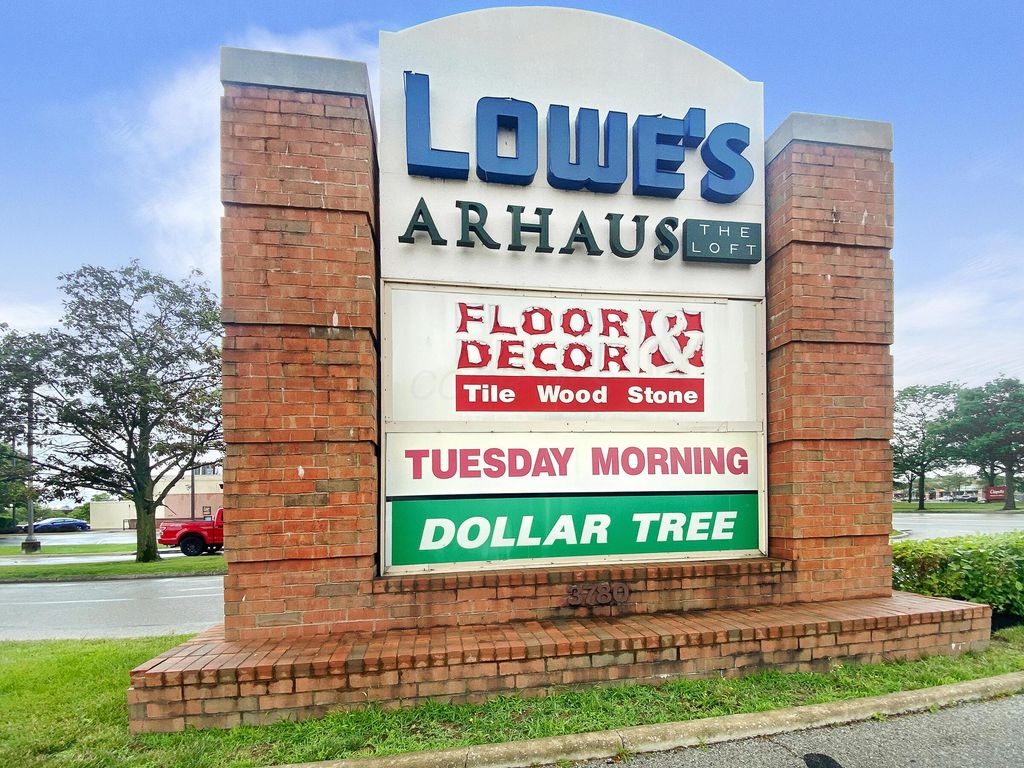 LOWE'S
ARHAUS THE LOFT
FLOOR &
DECOR
Tile Wood Stone
TUESDAY MORNING
DOLLAR TREE
3780